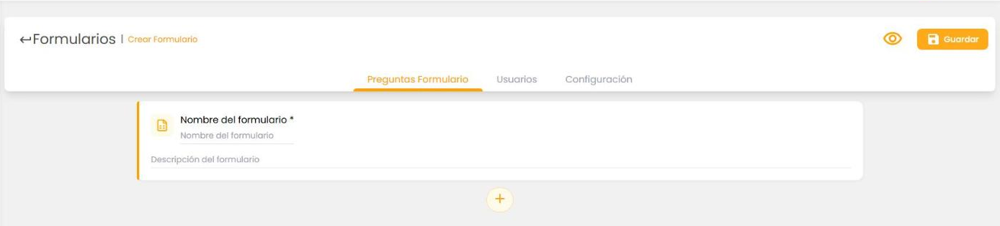 Formularios | Crear Formulario
Guardar
Preguntas Formulario Usuarios Configuración
Nombre del formulario *
Nombre del formulario
Descripción del formulario
+